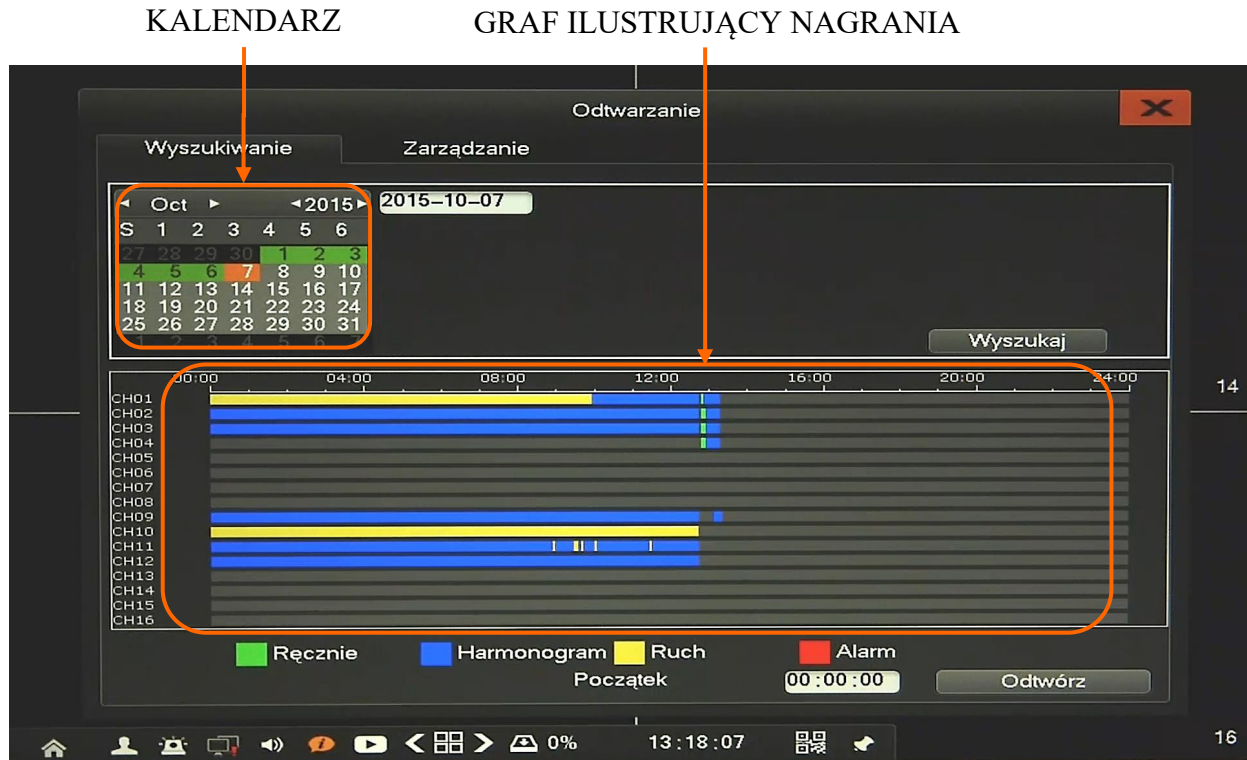 KALENDARZ GRAF ILUSTRUJĄCY NAGRANIA
Odtwarzanie
Wyszukiwanie Zarządzanie
Oct 2015 2015-10-07
S 1 2 3 4 5 6
27 28 29 30 1 2 3
4 5 6 7 8 9 10
11 12 13 14 15 16 17
18 19 20 21 22 23 24
25 26 27 28 29 30 31
1 2 3 4 5 6 7
Wyszukaj
00:00 04:00 08:00 12:00 16:00 20:00 24:00
14
CH01
CH02
CH03
CH04
CH05
CH06
CH07
CH08
CH09
CH10
CH11
CH12
CH13
CH14
CH15
CH16
Ręcznie Harmonogram Ruch Alarm
Początek 00:00:00 Odtwórz
0% 13:18:07
16